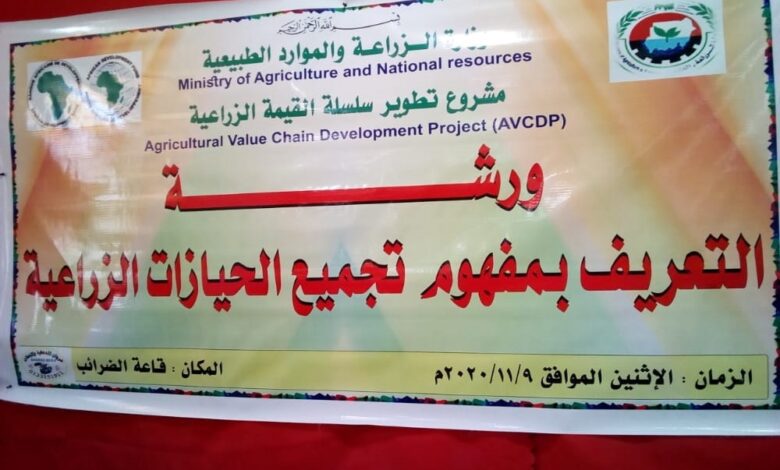 بسم الله الرحمن الرحيم
وزارة الزراعة والموارد الطبيعية
Ministry of Agriculture and National resources
مشروع تطوير سلسلة القيمة الزراعية
Agricultural Value Chain Development Project (AVCDP)
ورشة
التعريف بمفهوم تجميع الحيازات الزراعية
الزمان : الإثنين الموافق ٢٠٢٠/١١/٩م
المكان : قاعة الضرائب